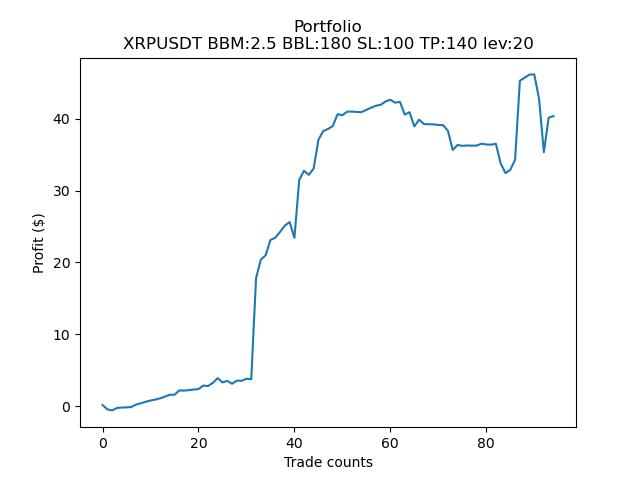 Portfolio
XRPUSDT BBM:2.5 BBL:180 SL:100 TP:140 lev:20
Profit ($)
40
30
20
10
0
0 20 40 60 80
Trade counts